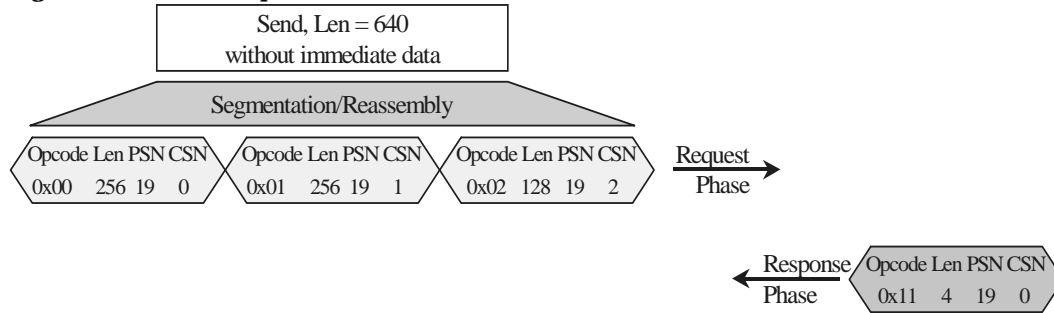 Send, Len = 640
without immediate data
Segmentation/Reassembly
Opcode Len PSN CSN Opcode Len PSN CSN Opcode Len PSN CSN Request
0x00 256 19 0 0x01 256 19 1 0x02 128 19 2 Phase
Response Opcode Len PSN CSN
Phase 0x11 4 19 0